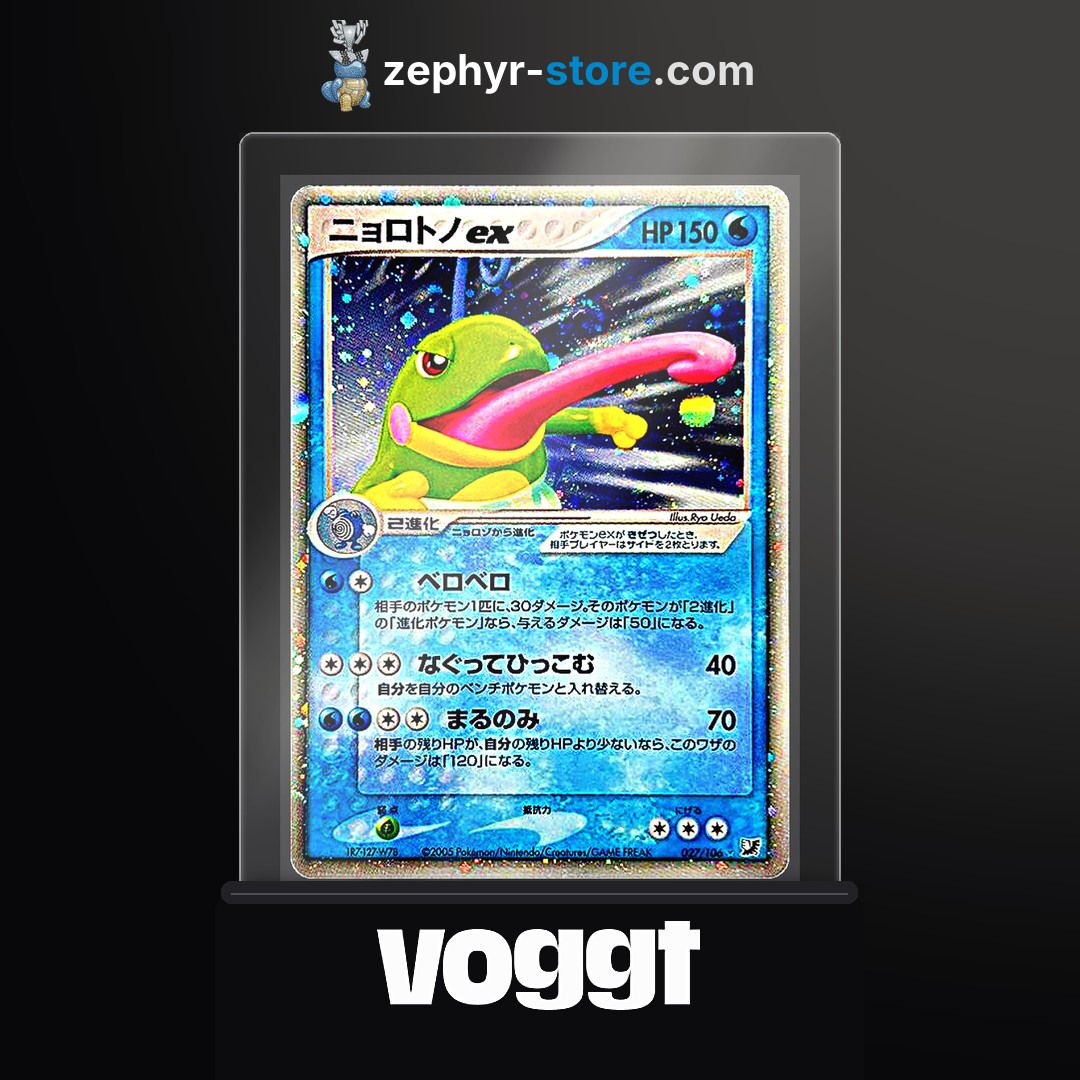 zephyr-store.com
ニョロトノex HP 150
Illus.Ryo Ueda
2進化
ニョロゾから進化
ポケモンexがきぜつしたとき、
相手プレイヤーはサイドを2枚とります。
ベロベロ
相手のポケモン1匹に、30ダメージ。そのポケモンが「2進化」
の「進化ポケモン」なら、与えるダメージは「50」になる。
なぐってひっこむ 40
自分を自分のベンチポケモンと入れ替える。
まるのみ 70
相手の残りHPが、自分の残りHPより少ないなら、このワザの
ダメージは「120」になる。
弱点 抵抗力 にげる
1R7-127-W7B ©2005 Pokémon/Nintendo/Creatures/GAME FREAK 027/106
voggt